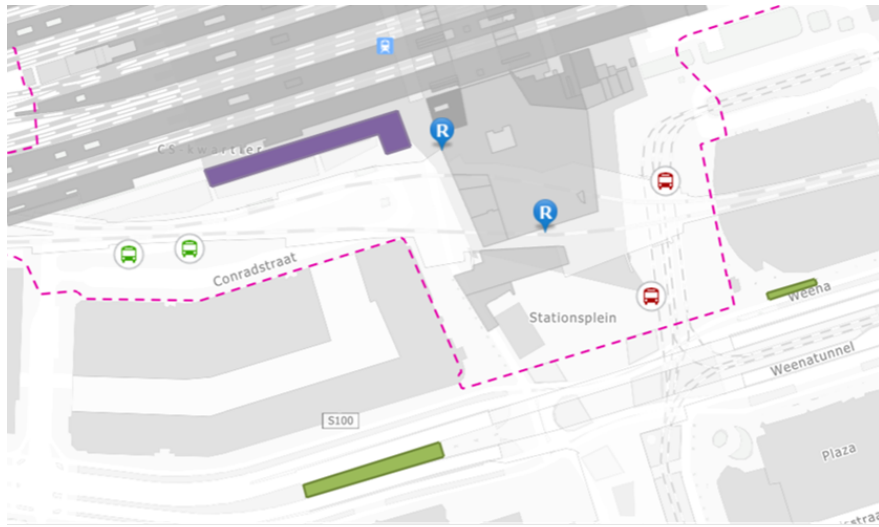 CS-kwartier
R
R
Conradstraat
Weena
Stationsplein
Weenatunnel
S100
Plaza